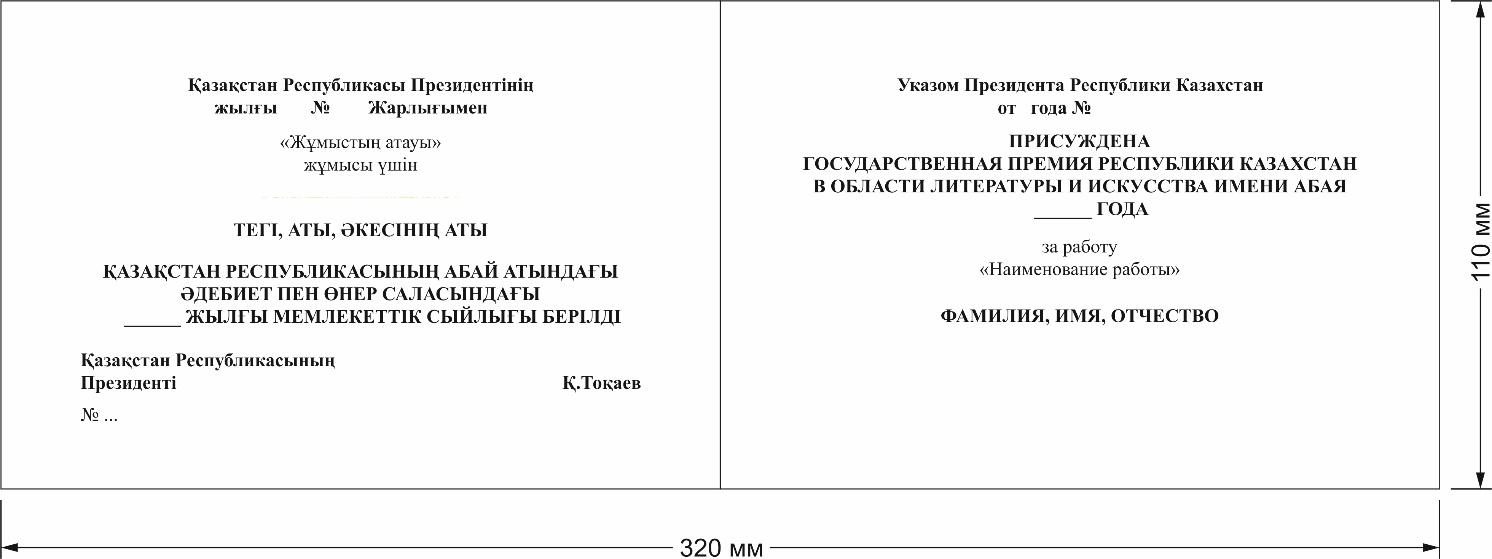 Қазақстан Республикасы Президентінің
жылғы № Жарлығымен
«Жұмыстың атауы»
жұмысы үшін
ТЕГІ, АТЫ, ӘКЕСІНІҢ АТЫ
ҚАЗАҚСТАН РЕСПУБЛИКАСЫНЫҢ АБАЙ АТЫНДАҒЫ
ӘДЕБИЕТ ПЕН ӨНЕР САЛАСЫНДАҒЫ
______ ЖЫЛҒЫ МЕМЛЕКЕТТІК СЫЙЛЫҒЫ БЕРІЛДІ
Қазақстан Республикасының
Президенті Қ.Тоқаев
№ ...
Указом Президента Республики Казахстан
от года №
ПРИСУЖДЕНА
ГОСУДАРСТВЕННАЯ ПРЕМИЯ РЕСПУБЛИКИ КАЗАХСТАН
В ОБЛАСТИ ЛИТЕРАТУРЫ И ИСКУССТВА ИМЕНИ АБАЯ
______ ГОДА
за работу
«Наименование работы»
ФАМИЛИЯ, ИМЯ, ОТЧЕСТВО
110 мм
320 мм